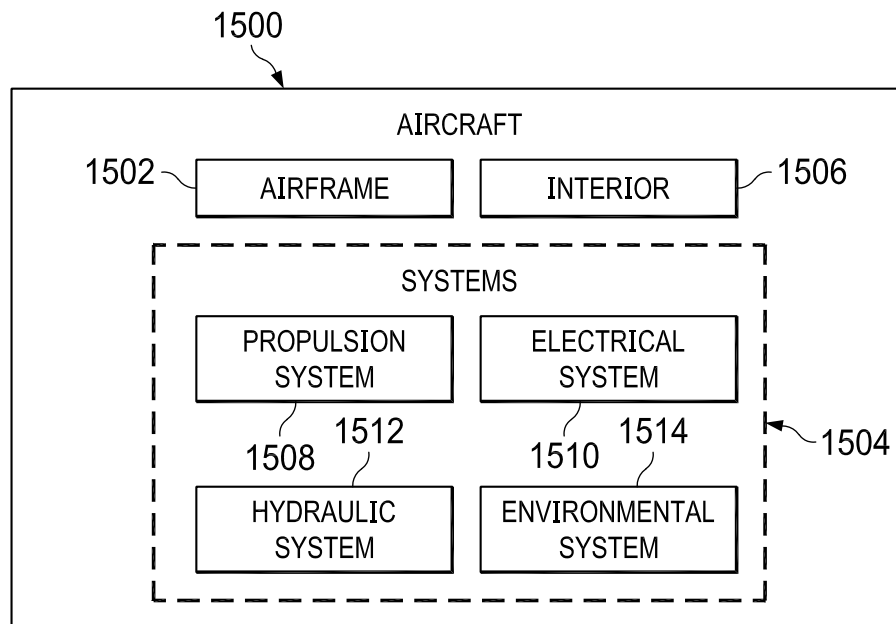 1500
AIRCRAFT
1502
AIRFRAME
INTERIOR
1506
SYSTEMS
PROPULSION
SYSTEM
ELECTRICAL
SYSTEM
1508
1512
1510
1514
1504
HYDRAULIC
SYSTEM
ENVIRONMENTAL
SYSTEM